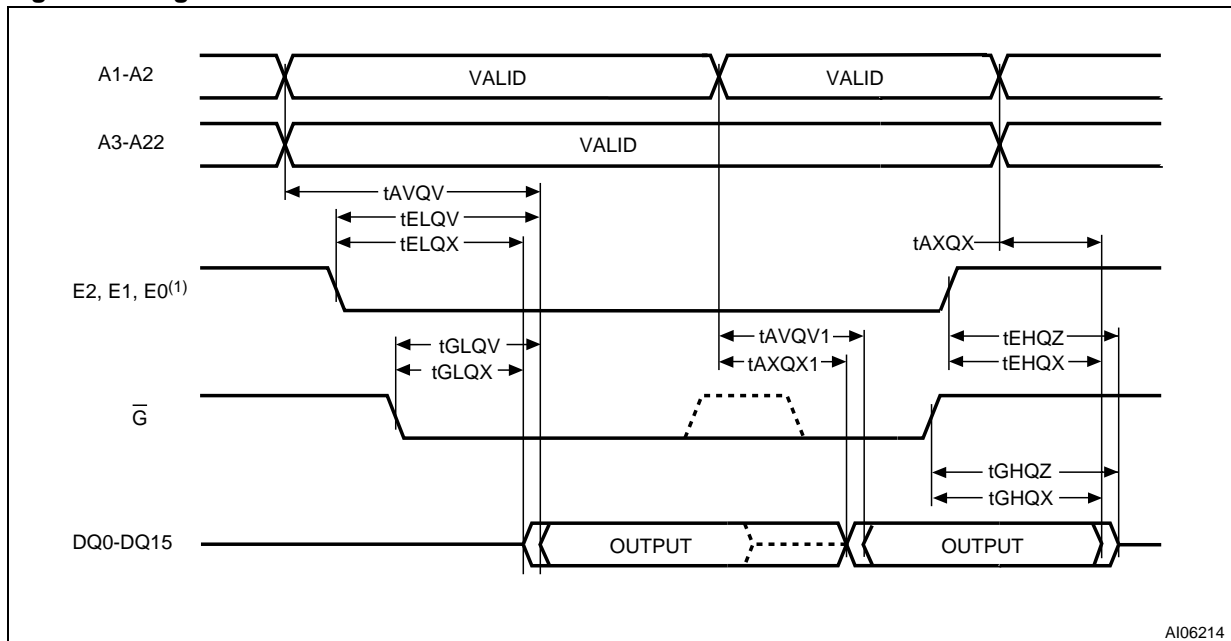 A1-A2
VALID
VALID
A3-A22
VALID
tAVQV
tELQV
tELQX
tAXQX
E2, E1, E0(1)
tAVQV1
tEHQZ
tGLQV
tAXQX1
tEHQX
tGLQX
G
tGHQZ
tGHQX
DQ0-DQ15
OUTPUT
OUTPUT
AI06214